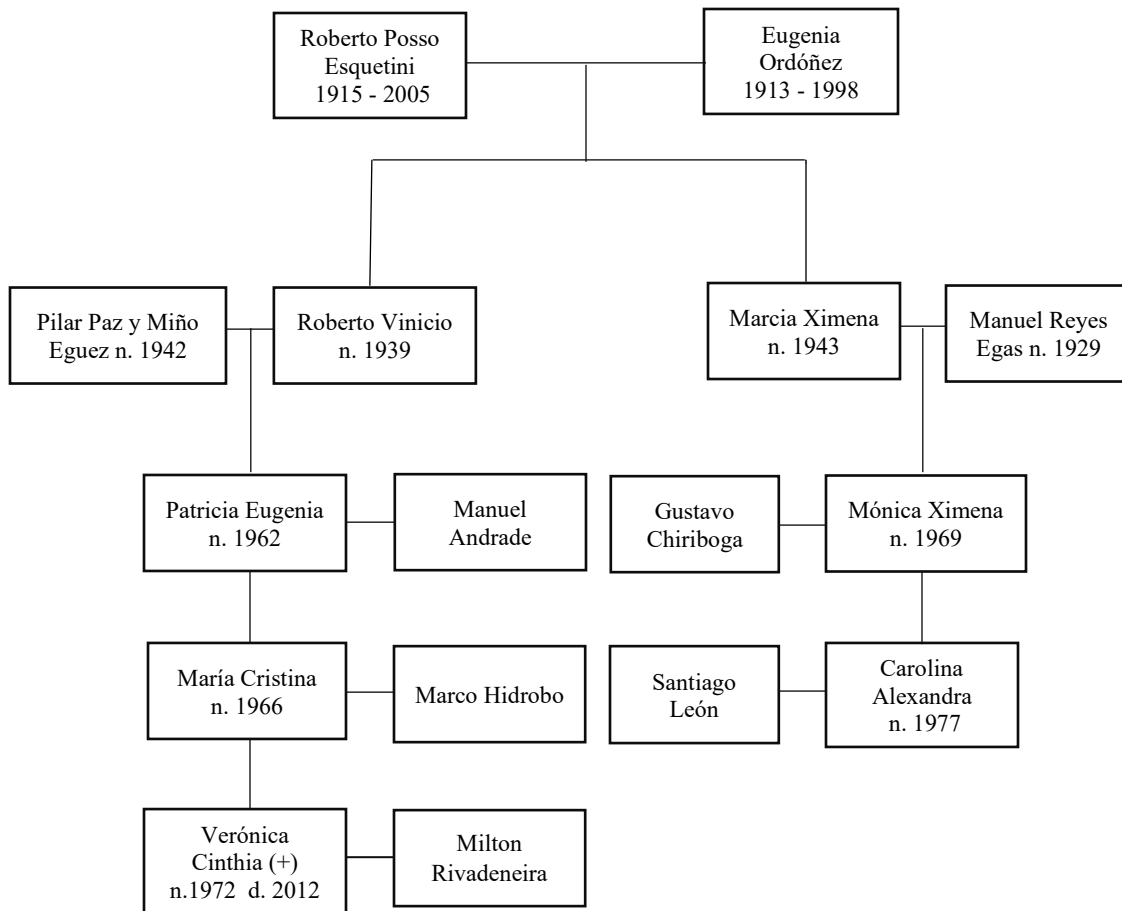 Roberto Posso
Esquetini
1915 - 2005
Eugenia
Ordóñez
1913 - 1998
Pilar Paz y Miño
Eguez n. 1942
Roberto Vinicio
n. 1939
Marcia Ximena
n. 1943
Manuel Reyes
Egas n. 1929
Patricia Eugenia
n. 1962
Manuel
Andrade
Gustavo
Chiriboga
Mónica Ximena
n. 1969
María Cristina
n. 1966
Marco Hidrobo
Santiago
León
Carolina
Alexandra
n. 1977
Verónica
Cinthia (+)
n.1972 d. 2012
Milton
Rivadeneira